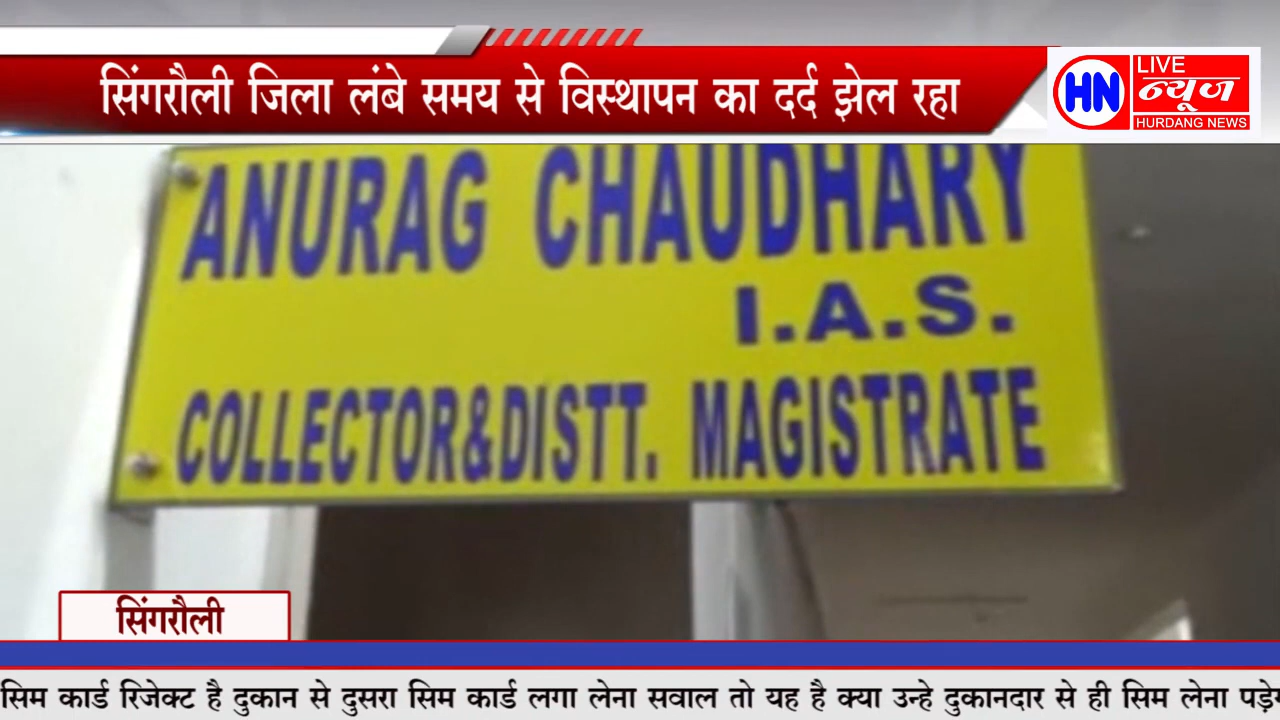 सिंगरौली जिला लंबे समय से विस्थापन का दर्द झेल रहा
HN
LIVE
न्यूज
HURDANG NEWS
ANURAG CHAUDHARY
I.A.S.
COLLECTOR&DISTT. MAGISTRATE
सिंगरौली
सिम कार्ड रिजेक्ट है दुकान से दुसरा सिम कार्ड लगा लेना सवाल तो यह है क्या उन्हे दुकानदार से ही सिम लेना